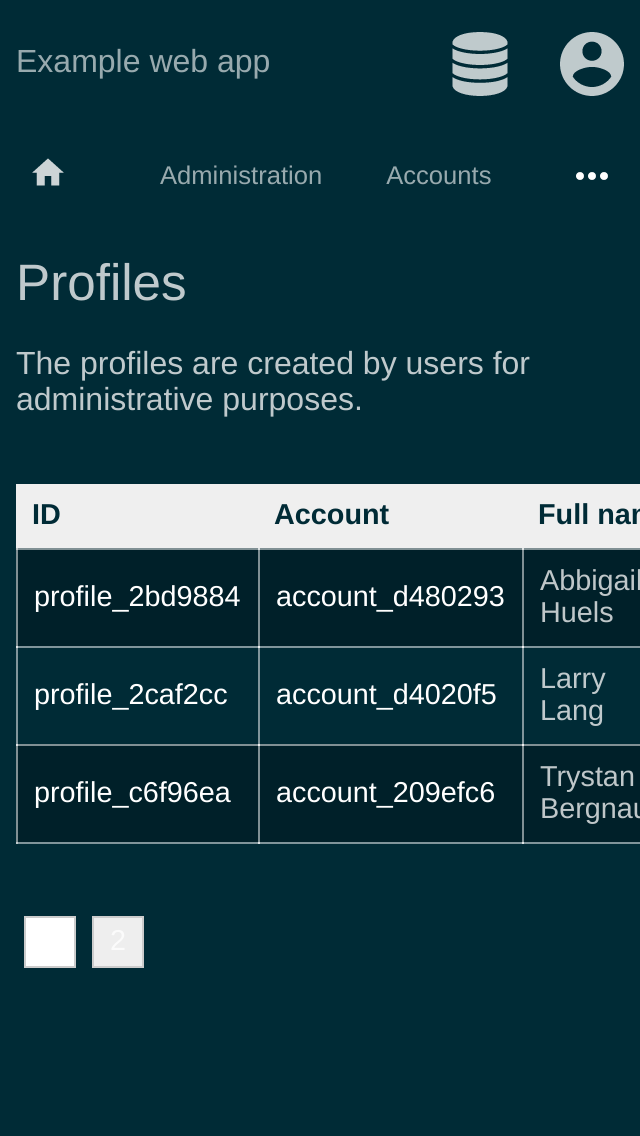 Example web app
Administration Accounts
Profiles
The profiles are created by users for
administrative purposes.
ID Account Full nar
profile_2bd9884 account_d480293 Abbigail
Huels
profile_2caf2cc account_d4020f5 Larry
Lang
profile_c6f96ea account_209efc6 Trystan
Bergnau
2